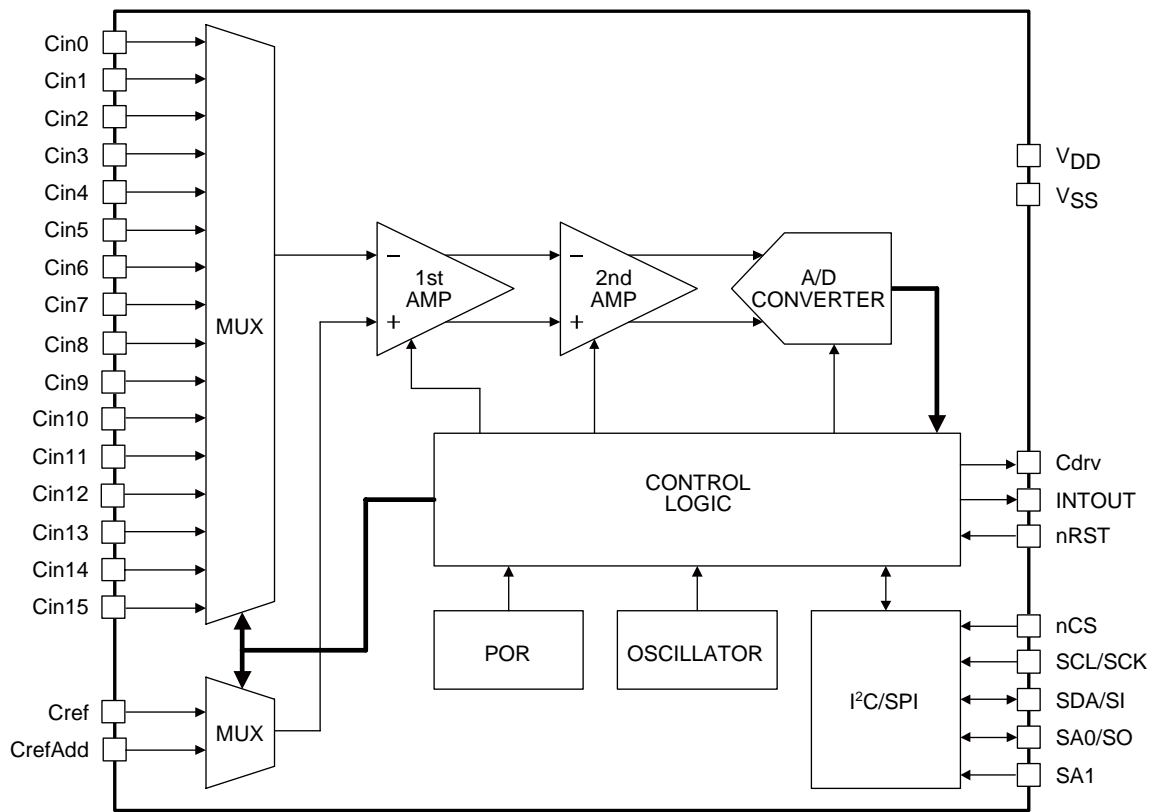 Cin0
Cin1
Cin2
Cin3
Cin4
Cin5
Cin6
Cin7
Cin8
Cin9
Cin10
Cin11
Cin12
Cin13
Cin14
Cin15
Cref
CrefAdd
MUX
MUX
−
+
1st
AMP
−
+
2nd
AMP
A/D
CONVERTER
CONTROL
LOGIC
POR
OSCILLATOR
I²C/SPI
VDD
VSS
Cdrv
INTOUT
nRST
nCS
SCL/SCK
SDA/SI
SA0/SO
SA1